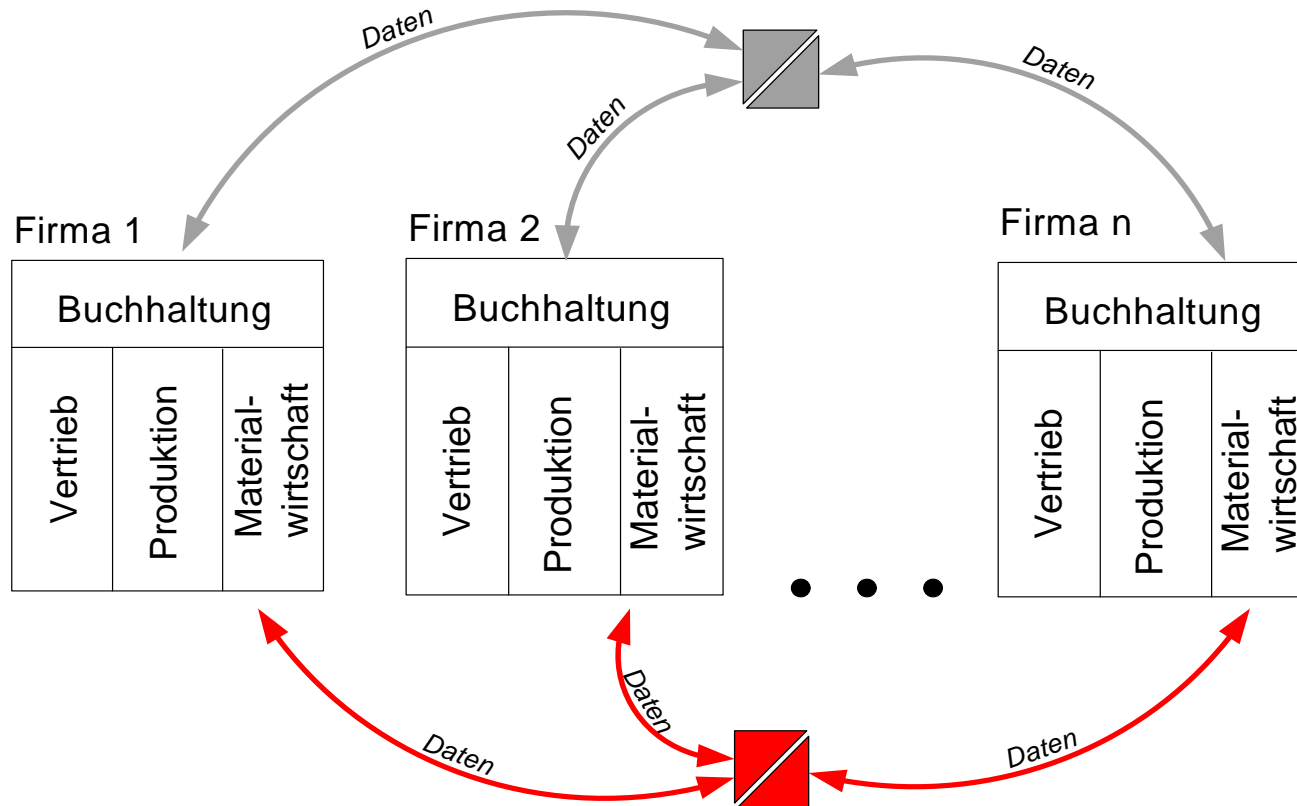 Daten
Daten
Daten
Firma 1
Firma 2
Firma n
Buchhaltung
Buchhaltung
Buchhaltung
Vertrieb
Produktion
Material-
wirtschaft
Vertrieb
Produktion
Material-
wirtschaft
Vertrieb
Produktion
Material-
wirtschaft
Daten
Daten
Daten